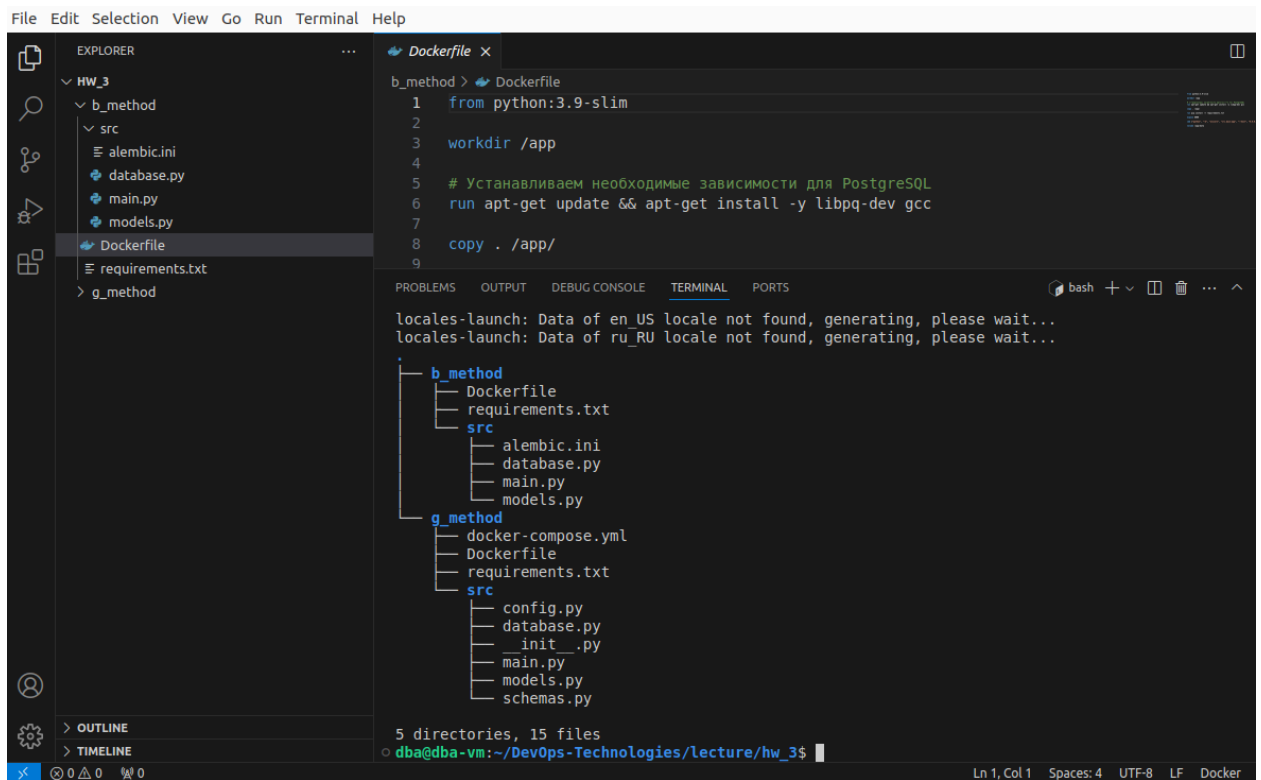 File Edit Selection View Go Run Terminal Help
EXPLORER
HW_3
b_method
src
alembic.ini
database.py
main.py
models.py
Dockerfile
requirements.txt
g_method
OUTLINE
TIMELINE
Dockerfile
b_method > Dockerfile
1 from python:3.9-slim
2
3 workdir /app
4
5 # Устанавливаем необходимые зависимости для PostgreSQL
6 run apt-get update && apt-get install -y libpq-dev gcc
7
8 copy . /app/
9
PROBLEMS OUTPUT DEBUG CONSOLE TERMINAL PORTS bash
locales-launch: Data of en_US locale not found, generating, please wait...
locales-launch: Data of ru_RU locale not found, generating, please wait...
.
├── b_method
│   ├── Dockerfile
│   ├── requirements.txt
│   └── src
│       ├── alembic.ini
│       ├── database.py
│       ├── main.py
│       └── models.py
└── g_method
    ├── docker-compose.yml
    ├── Dockerfile
    ├── requirements.txt
    └── src
        ├── config.py
        ├── database.py
        ├── __init__.py
        ├── main.py
        ├── models.py
        └── schemas.py
5 directories, 15 files
dba@dba-vm:~/DevOps-Technologies/lecture/hw_3$
0 0 0 Ln 1, Col 1 Spaces: 4 UTF-8 LF Docker